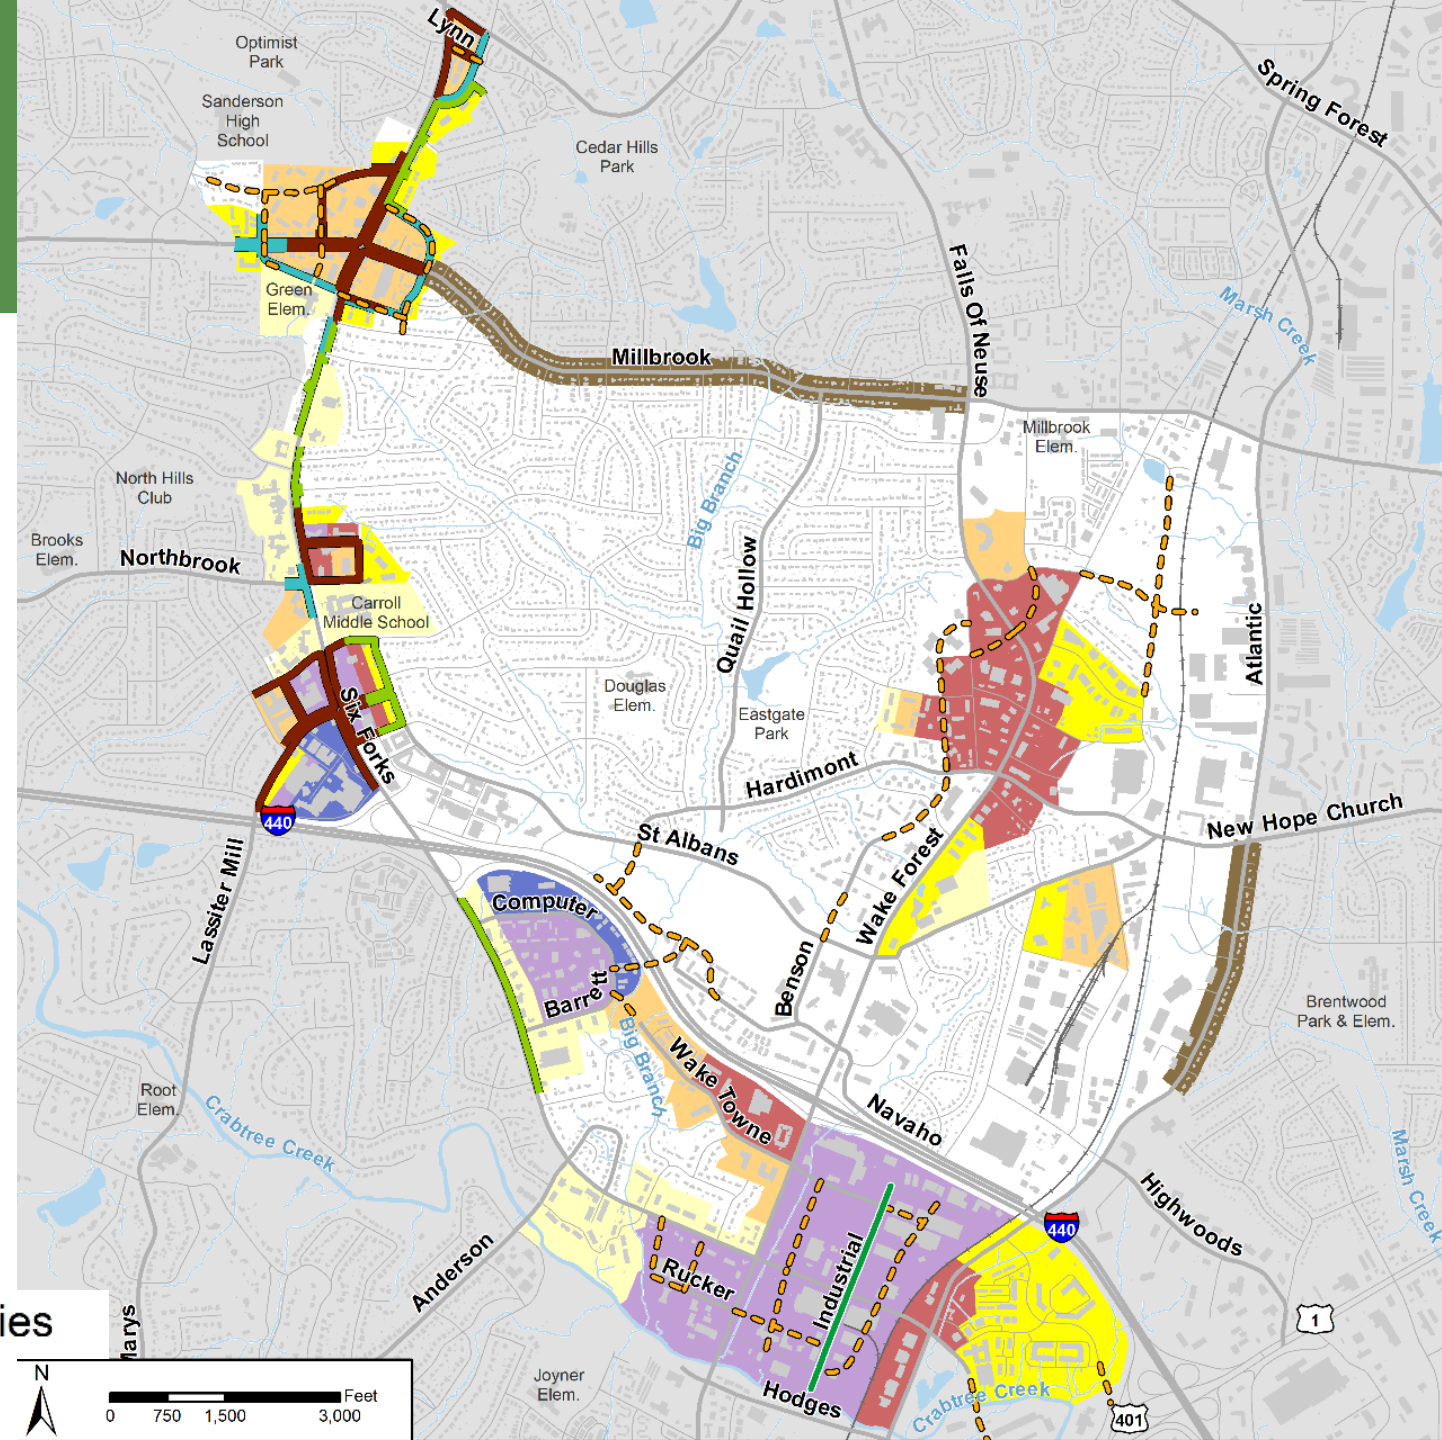 Lynn
Optimist
Park
Sanderson
High
School
Cedar Hills
Park
Spring Forest
Falls Of Neuse
Marsh Creek
Green
Elem.
Millbrook
Millbrook
Elem.
North Hills
Club
Big Branch
Brooks
Elem.
Northbrook
Quail Hollow
Carroll
Middle School
Atlantic
Six Forks
Douglas
Elem.
Eastgate
Park
Hardimont
440
New Hope Church
St Albans
Lassiter Mill
Wake Forest
Computer
Benson
Barrett
Big Branch
Brentwood
Park & Elem.
Wake Towne
Root
Elem.
Crabtree Creek
Navaho
Marsh Creek
Highwoods
440
Anderson
Rucker
Industrial
ies
Marys
1
N
Feet
0 750 1,500 3,000
Joyner
Elem.
Hodges
Crabtree Creek
401